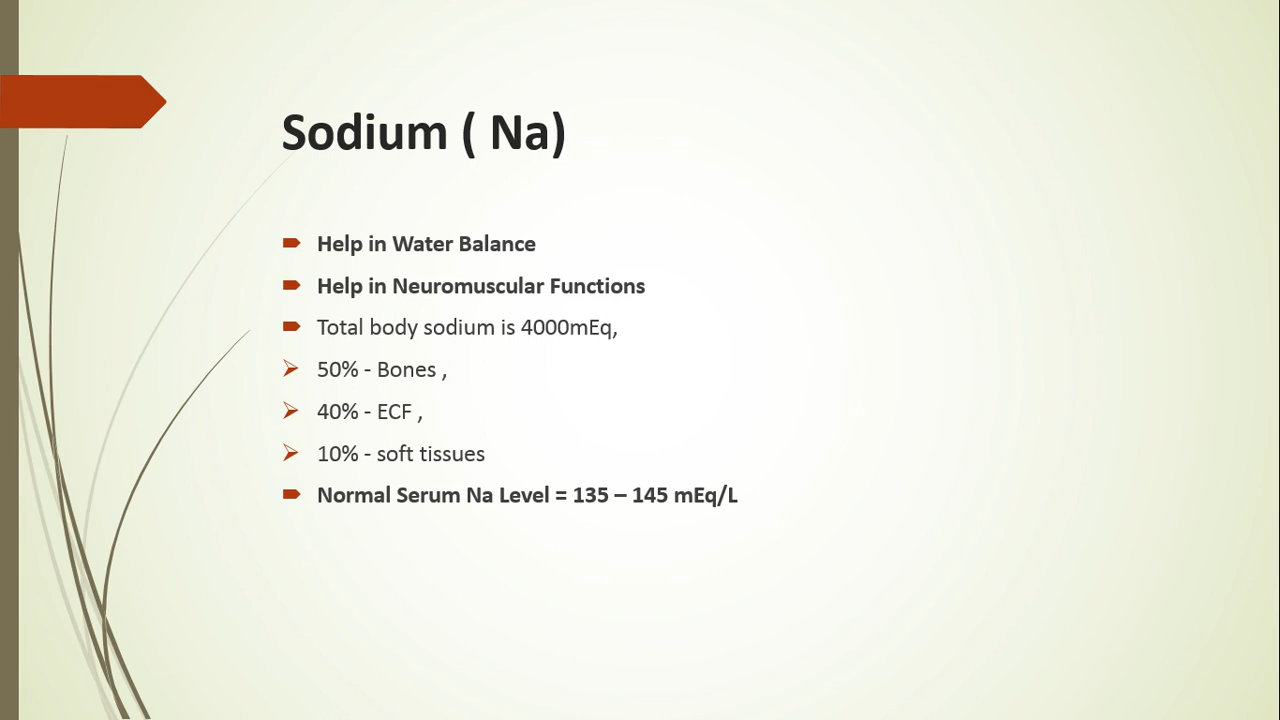 Sodium ( Na)
Help in Water Balance
Help in Neuromuscular Functions
Total body sodium is 4000mEq,
50% - Bones ,
40% - ECF ,
10% - soft tissues
Normal Serum Na Level = 135 – 145 mEq/L